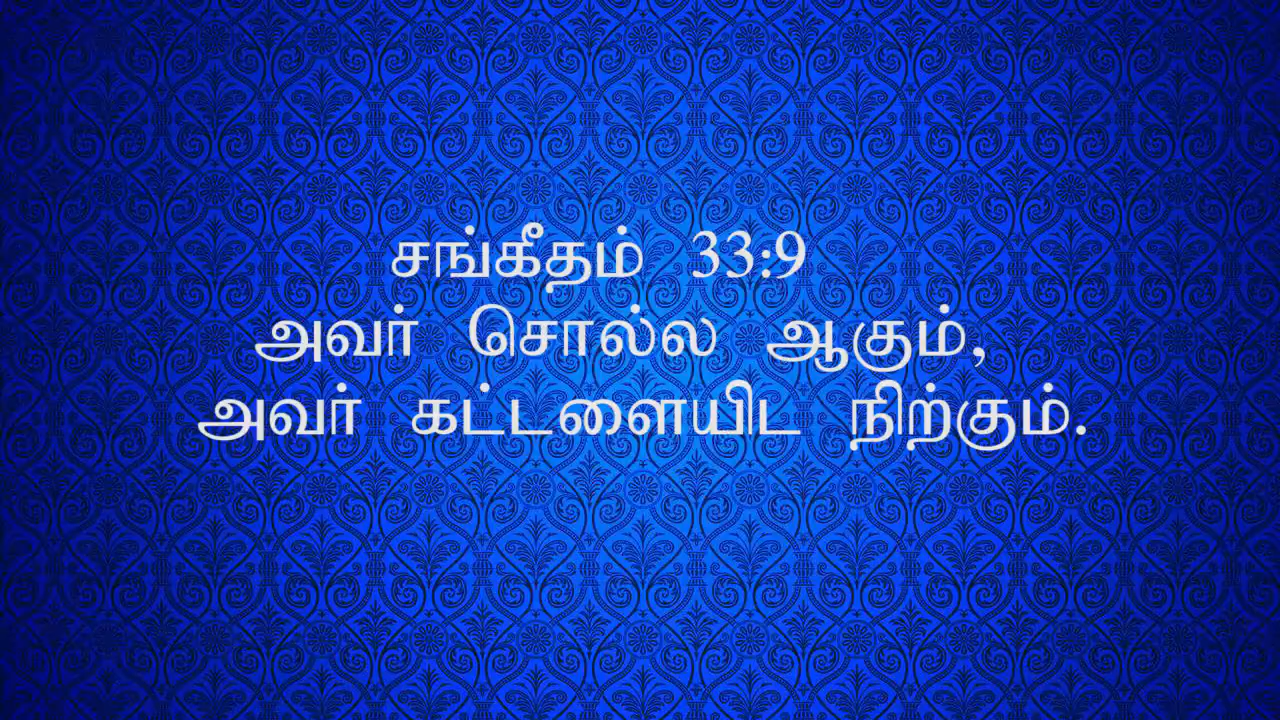 சங்கீதம் 33:9
அவர் சொல்ல ஆகும்,
அவர் கட்டளையிட நிற்கும்.